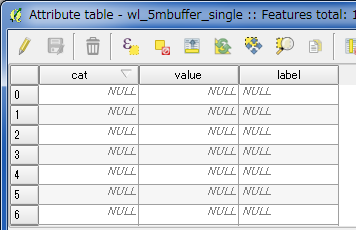 Attribute table - wl_5mbuffer_single :: Features total:
cat value label
0 NULL NULL NULL
1 NULL NULL NULL
2 NULL NULL NULL
3 NULL NULL NULL
4 NULL NULL NULL
5 NULL NULL NULL
6 NULL NULL NULL